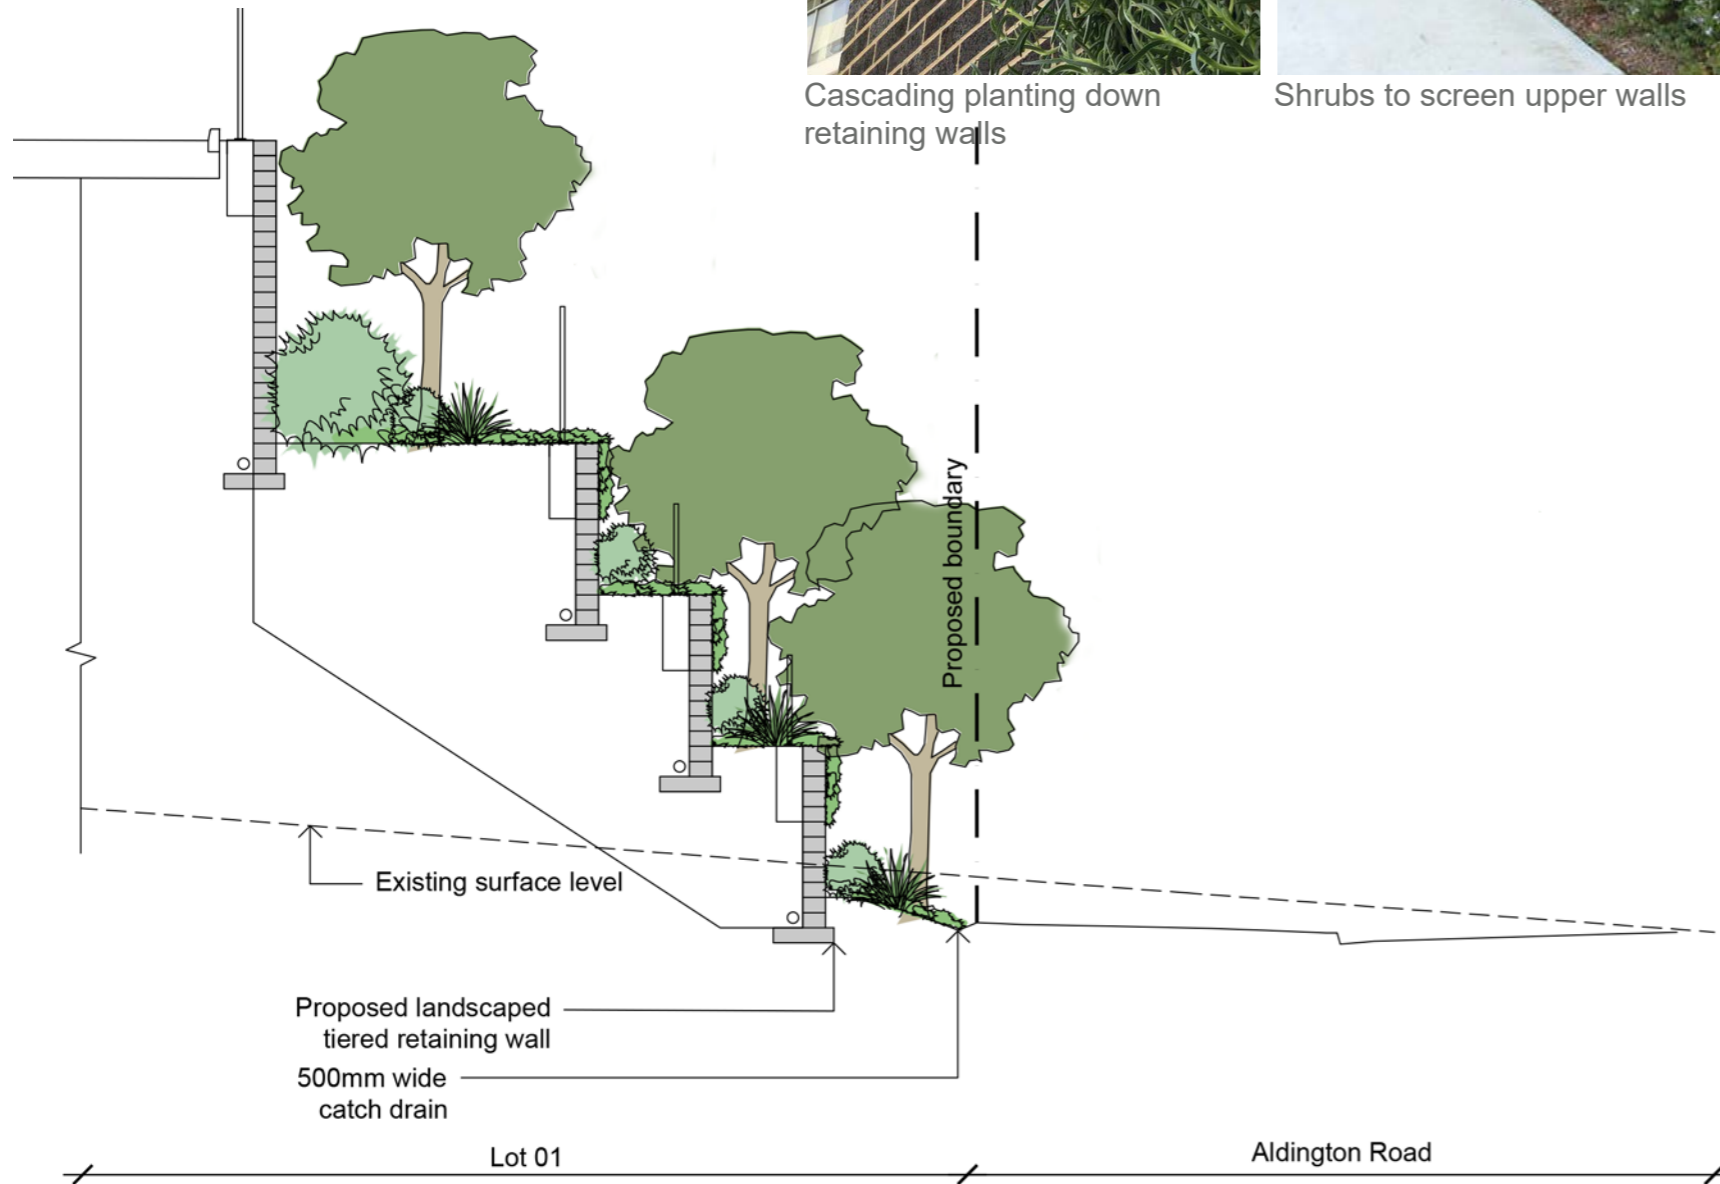 Cascading planting down
retaining walls
Shrubs to screen upper walls
Proposed boundary
Existing surface level
Proposed landscaped
tiered retaining wall
500mm wide
catch drain
Lot 01
Aldington Road